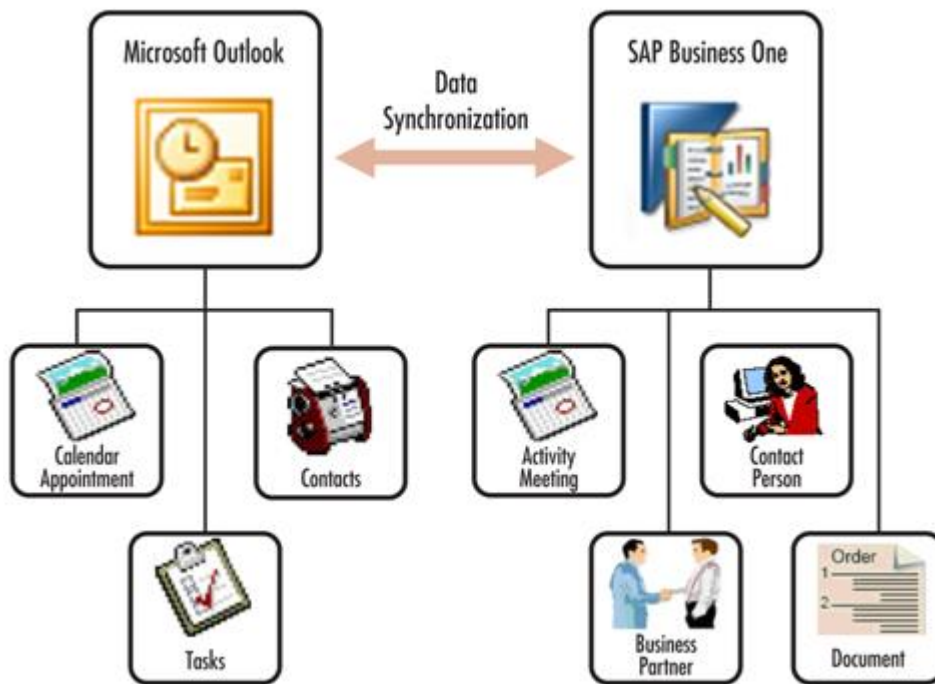 Microsoft Outlook
SAP Business One
Data
Synchronization
Calendar
Appointment
Contacts
Activity
Meeting
Contact
Person
Tasks
Business
Partner
Order
1
2
Document